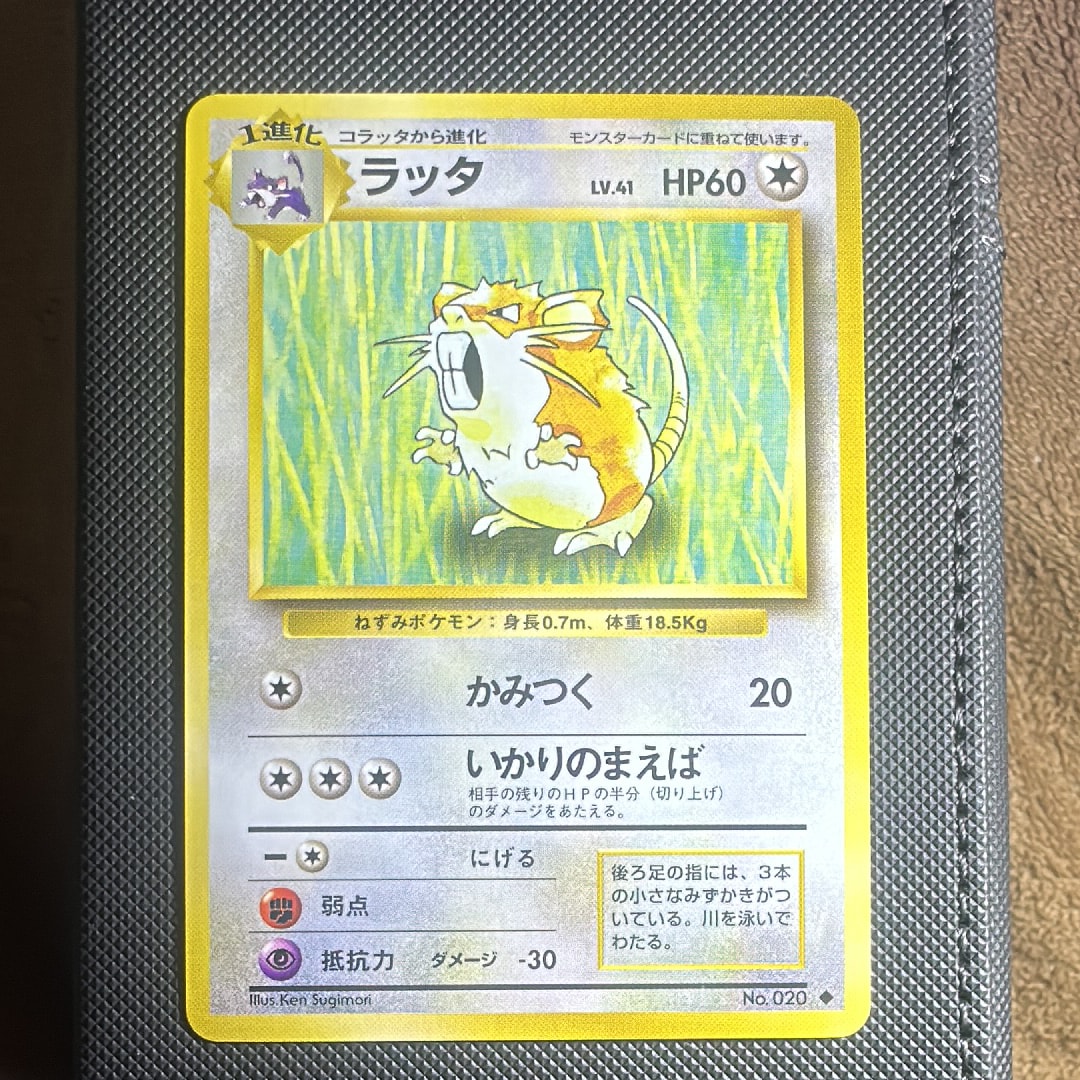 1進化 コラッタから進化 モンスターカードに重ねて使います。
ラッタ LV.41 HP60
ねずみポケモン：身長0.7m、体重18.5Kg
かみつく 20
いかりのまえば
相手の残りのＨＰの半分（切り上げ）
のダメージをあたえる。
ー にげる
弱点
抵抗力 ダメージ -30
後ろ足の指には、3本
の小さなみずかきがつ
いている。川を泳いで
わたる。
Illus.Ken Sugimori No.020